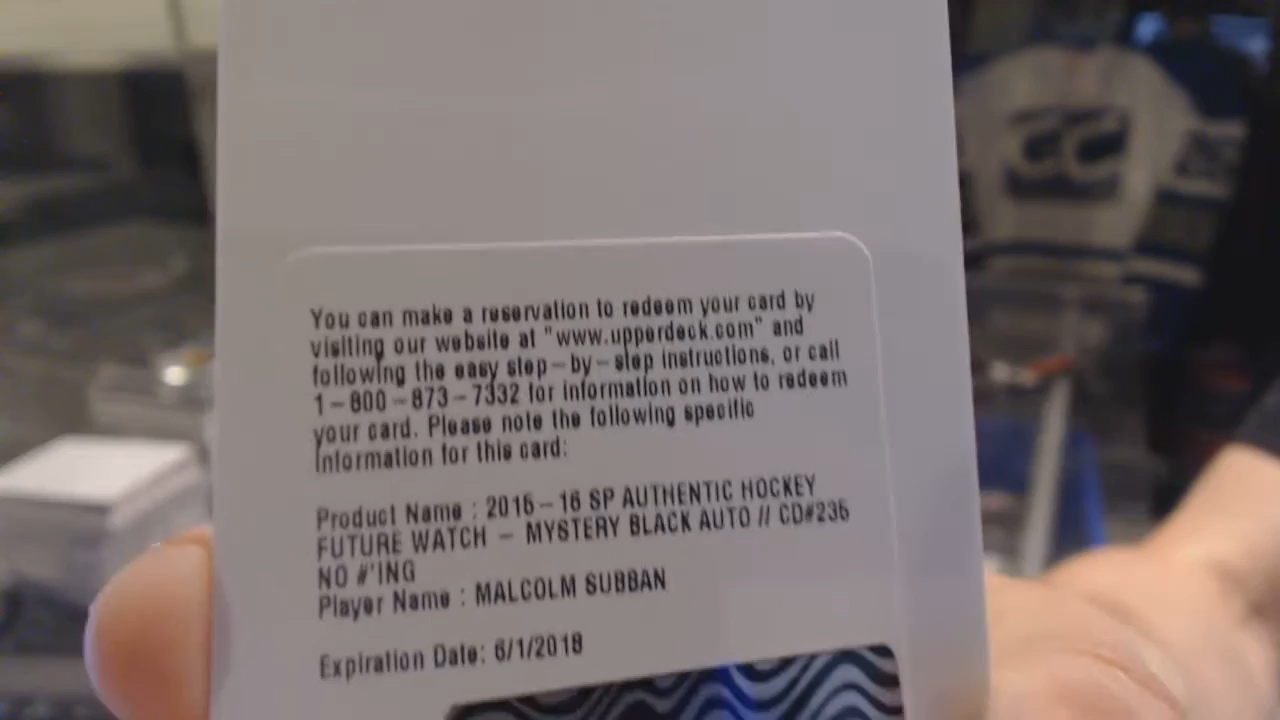 You can make a reservation to redeem your card by
visiting our website at "www.upperdeck.com" and
following the easy step-by-step instructions, or call
1-800-873-7332 for information on how to redeem
your card. Please note the following specific
information for this card:
Product Name : 2015-16 SP AUTHENTIC HOCKEY
FUTURE WATCH - MYSTERY BLACK AUTO // CD#235
NO #'ING
Player Name : MALCOLM SUBBAN
Expiration Date: 6/1/2018